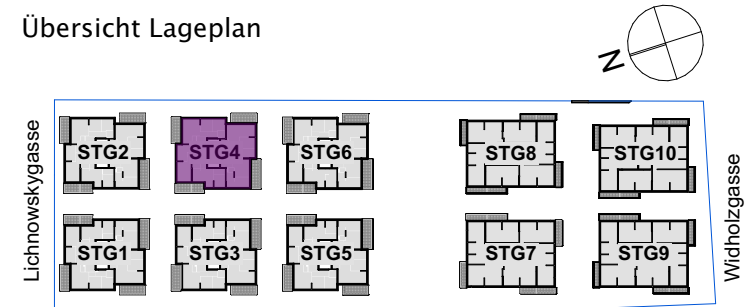 Übersicht Lageplan
N
Lichnowskygasse
STG2 STG4 STG6 STG8 STG10
STG1 STG3 STG5 STG7 STG9
Widholzgasse